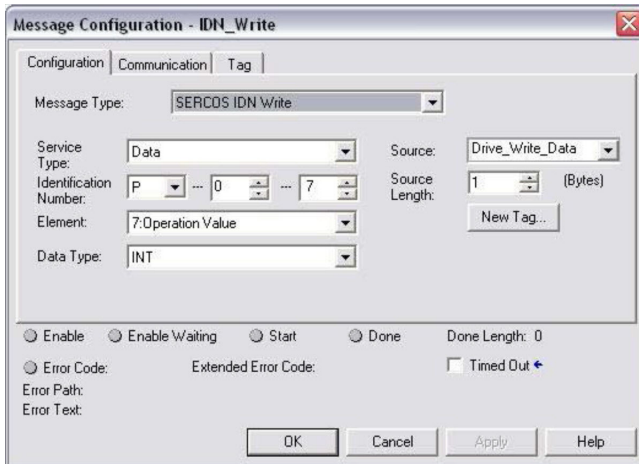 Message Configuration - IDN_Write
Configuration Communication Tag
Message Type: SERCOS IDN Write
Service Type: Data Source: Drive_Write_Data
Identification Number: P --- 0 --- 7 Source Length: 1 (Bytes)
Element: 7:Operation Value New Tag...
Data Type: INT
Enable Enable Waiting Start Done Done Length: 0
Error Code: Extended Error Code: Timed Out
Error Path:
Error Text:
OK Cancel Apply Help